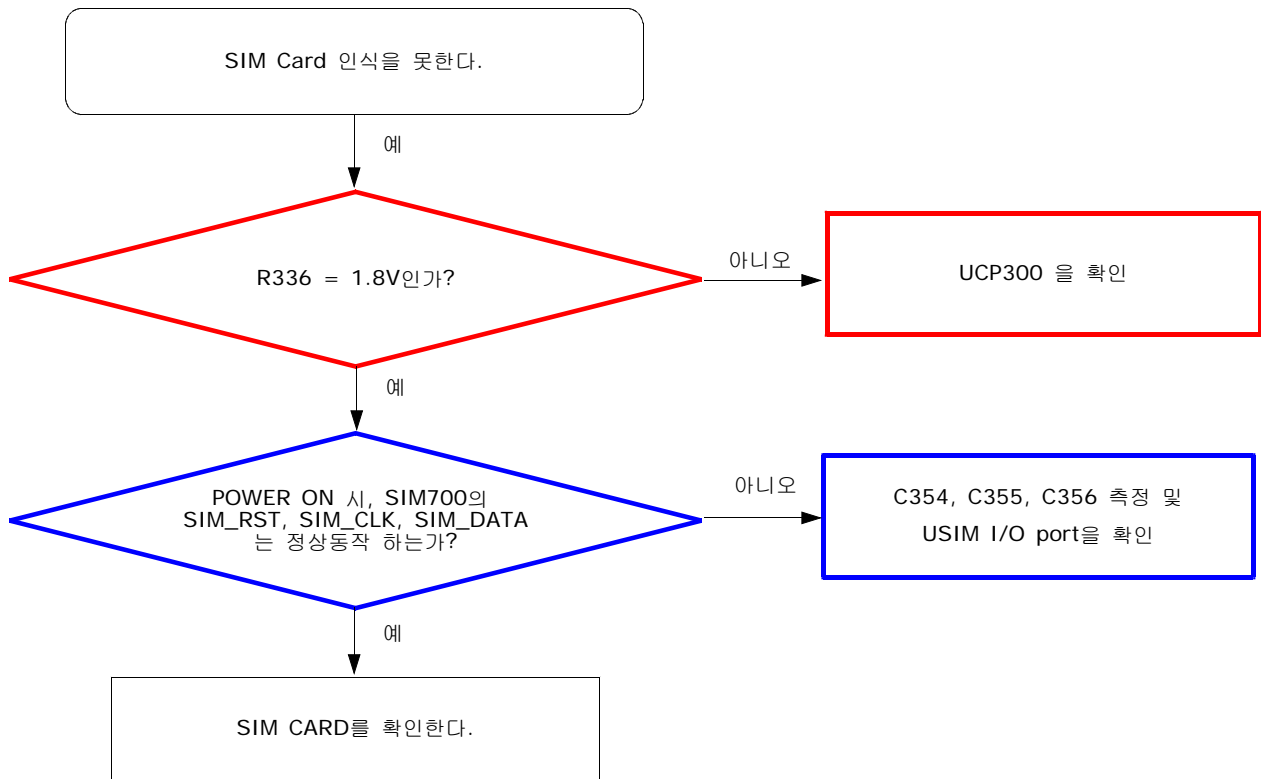 SIM Card 인식을 못한다.
예
R336 = 1.8V인가?
아니오
UCP300 을 확인
예
POWER ON 시, SIM700의
SIM_RST, SIM_CLK, SIM_DATA
는 정상동작 하는가?
아니오
C354, C355, C356 측정 및
USIM I/O port을 확인
예
SIM CARD를 확인한다.